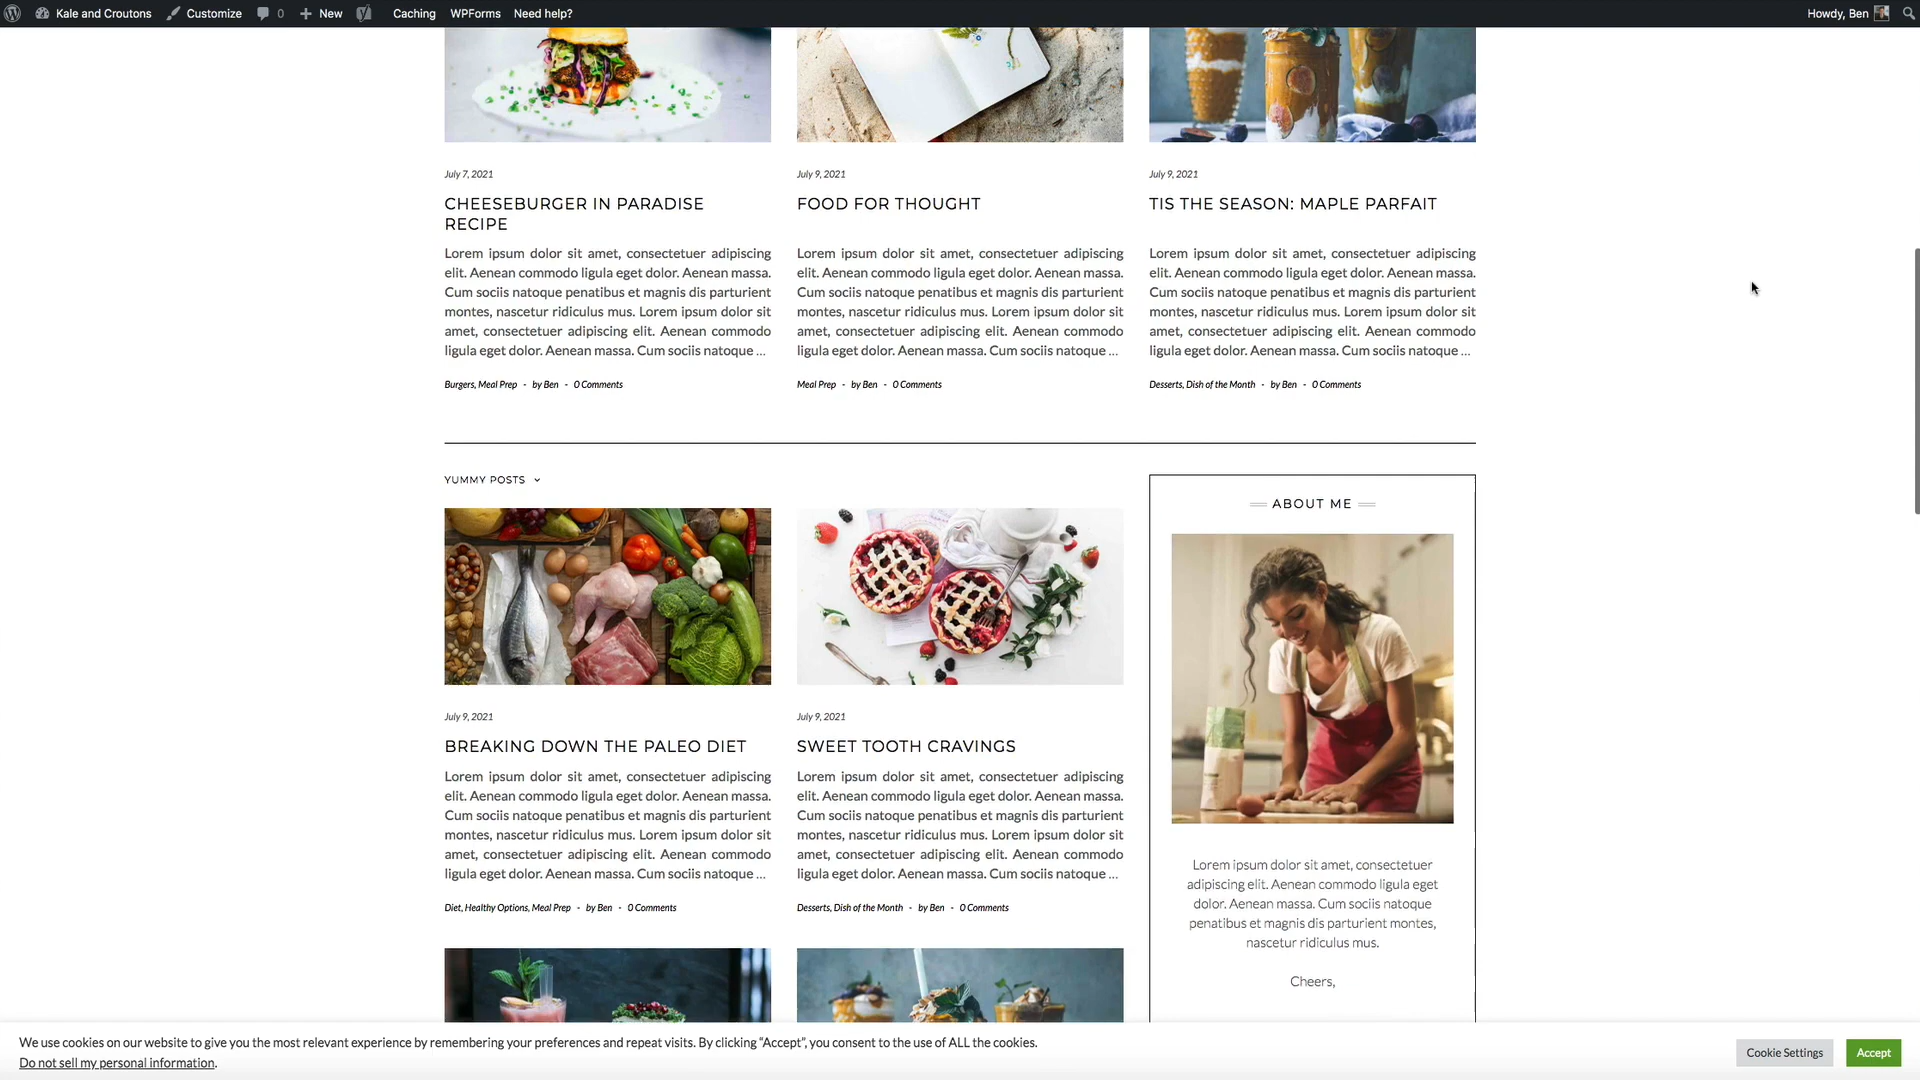 Kale and Croutons Customize 0 New Caching WPForms Need help? Howdy, Ben
July 7, 2021
CHEESEBURGER IN PARADISE
RECIPE
Lorem ipsum dolor sit amet, consectetuer adipiscing
elit. Aenean commodo ligula eget dolor. Aenean massa.
Cum sociis natoque penatibus et magnis dis parturient
montes, nascetur ridiculus mus. Lorem ipsum dolor sit
amet, consectetuer adipiscing elit. Aenean commodo
ligula eget dolor. Aenean massa. Cum sociis natoque ...
Burgers, Meal Prep - by Ben - 0 Comments
July 9, 2021
FOOD FOR THOUGHT
Lorem ipsum dolor sit amet, consectetuer adipiscing
elit. Aenean commodo ligula eget dolor. Aenean massa.
Cum sociis natoque penatibus et magnis dis parturient
montes, nascetur ridiculus mus. Lorem ipsum dolor sit
amet, consectetuer adipiscing elit. Aenean commodo
ligula eget dolor. Aenean massa. Cum sociis natoque ...
Meal Prep - by Ben - 0 Comments
July 9, 2021
TIS THE SEASON: MAPLE PARFAIT
Lorem ipsum dolor sit amet, consectetuer adipiscing
elit. Aenean commodo ligula eget dolor. Aenean massa.
Cum sociis natoque penatibus et magnis dis parturient
montes, nascetur ridiculus mus. Lorem ipsum dolor sit
amet, consectetuer adipiscing elit. Aenean commodo
ligula eget dolor. Aenean massa. Cum sociis natoque ...
Desserts, Dish of the Month - by Ben - 0 Comments
YUMMY POSTS
July 9, 2021
BREAKING DOWN THE PALEO DIET
Lorem ipsum dolor sit amet, consectetuer adipiscing
elit. Aenean commodo ligula eget dolor. Aenean massa.
Cum sociis natoque penatibus et magnis dis parturient
montes, nascetur ridiculus mus. Lorem ipsum dolor sit
amet, consectetuer adipiscing elit. Aenean commodo
ligula eget dolor. Aenean massa. Cum sociis natoque ...
Diet, Healthy Options, Meal Prep - by Ben - 0 Comments
July 9, 2021
SWEET TOOTH CRAVINGS
Lorem ipsum dolor sit amet, consectetuer adipiscing
elit. Aenean commodo ligula eget dolor. Aenean massa.
Cum sociis natoque penatibus et magnis dis parturient
montes, nascetur ridiculus mus. Lorem ipsum dolor sit
amet, consectetuer adipiscing elit. Aenean commodo
ligula eget dolor. Aenean massa. Cum sociis natoque ...
Desserts, Dish of the Month - by Ben - 0 Comments
ABOUT ME
Lorem ipsum dolor sit amet, consectetuer
adipiscing elit. Aenean commodo ligula eget
dolor. Aenean massa. Cum sociis natoque
penatibus et magnis dis parturient montes,
nascetur ridiculus mus.
Cheers,
We use cookies on our website to give you the most relevant experience by remembering your preferences and repeat visits. By clicking “Accept”, you consent to the use of ALL the cookies.
Do not sell my personal information.
Cookie Settings Accept